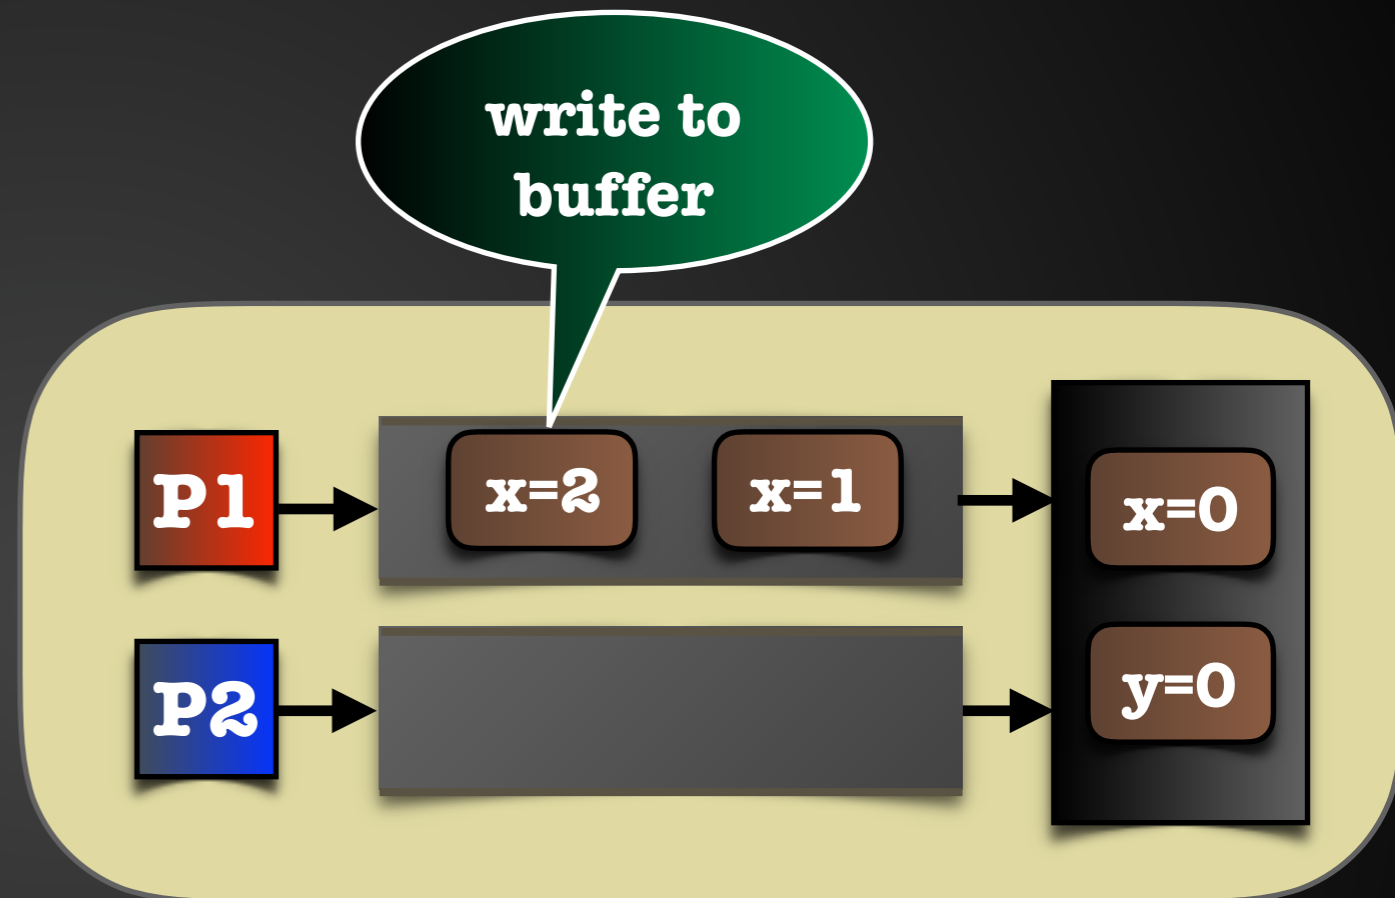 write to
buffer
P1
x=2
x=1
x=0
P2
y=0